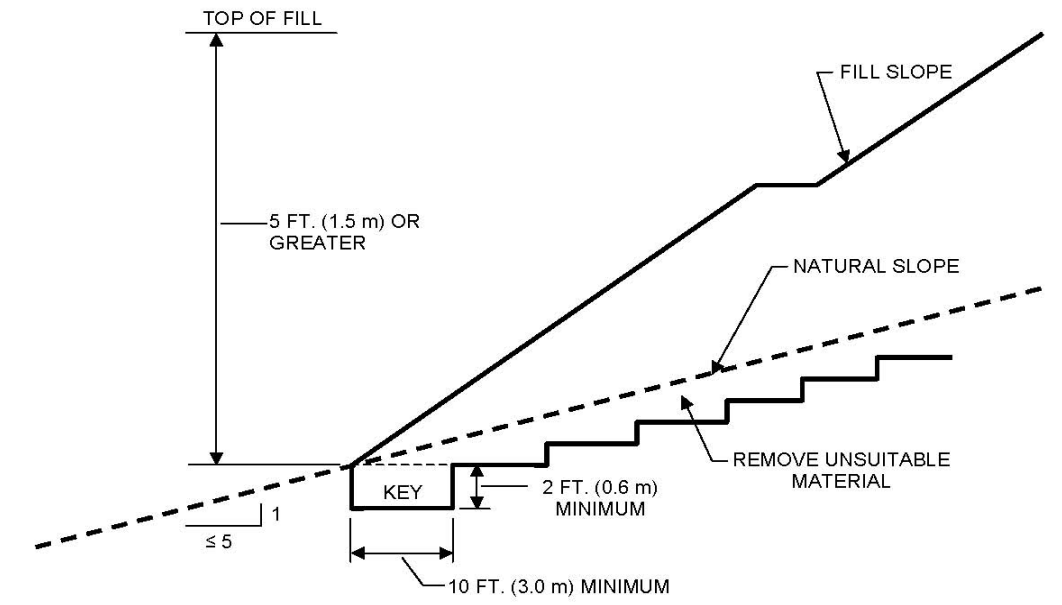 TOP OF FILL
FILL SLOPE
5 FT. (1.5 m) OR
GREATER
NATURAL SLOPE
REMOVE UNSUITABLE
MATERIAL
KEY
2 FT. (0.6 m)
MINIMUM
1
≤ 5
10 FT. (3.0 m) MINIMUM